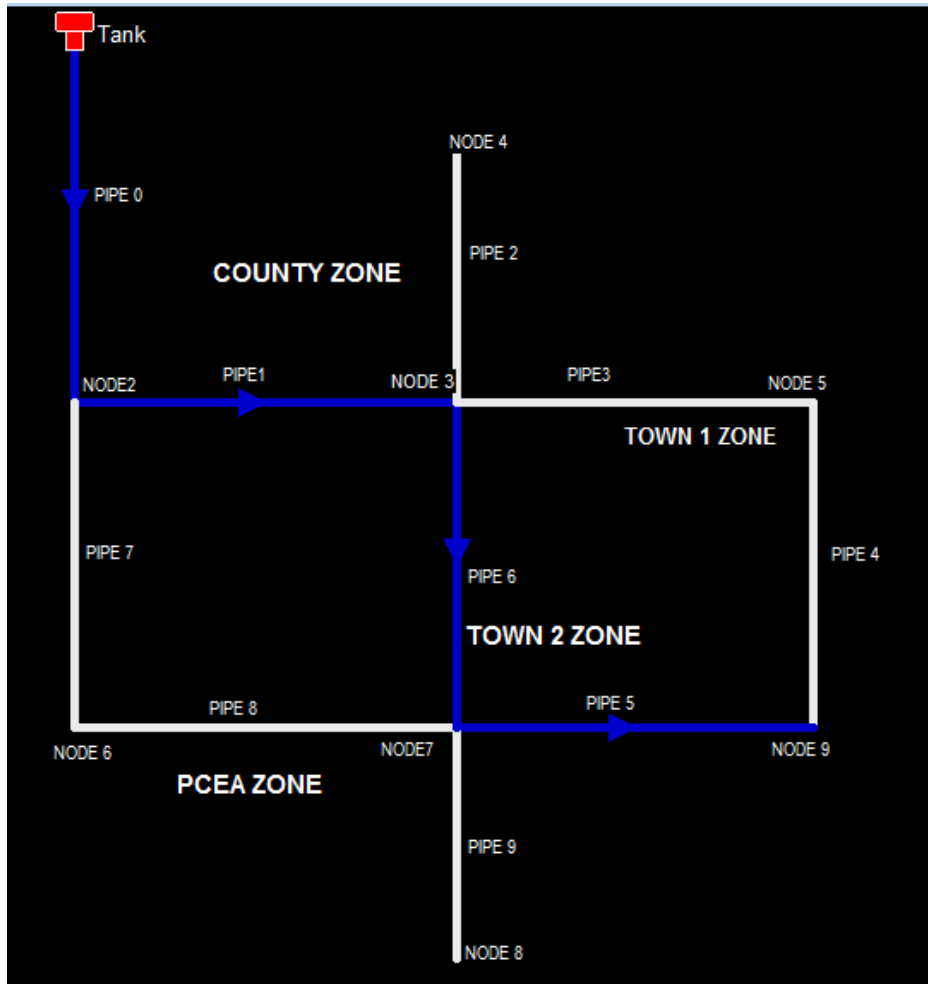 Tank
NODE 4
PIPE 0
PIPE 2
COUNTY ZONE
PIPE1
PIPE3
NODE2
NODE 3
NODE 5
TOWN 1 ZONE
PIPE 7
PIPE 4
PIPE 6
TOWN 2 ZONE
PIPE 8
PIPE 5
NODE 6
NODE7
NODE 9
PCEA ZONE
PIPE 9
NODE 8